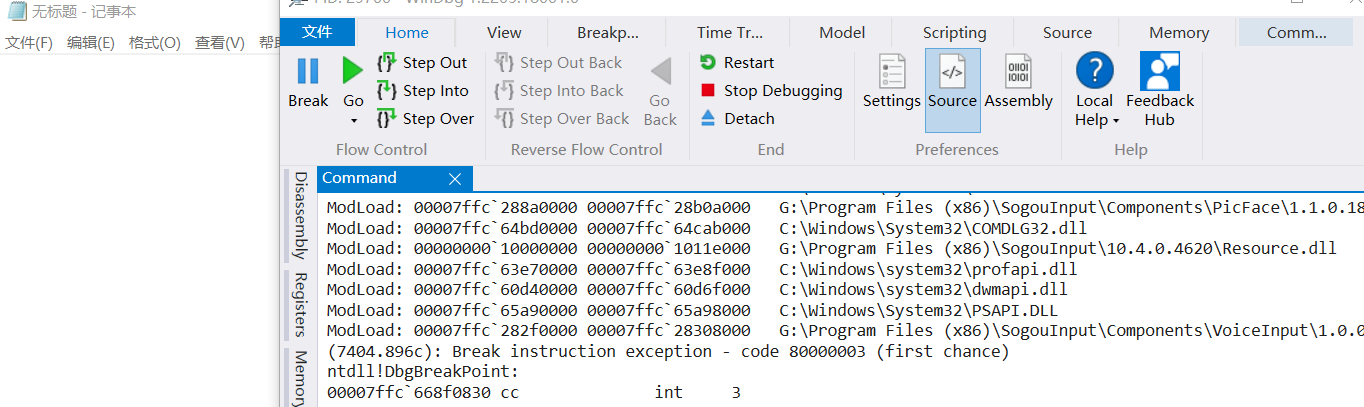 无标题 - 记事本
文件(F) 编辑(E) 格式(O) 查看(V)
文件 Home View Breakp... Time Tr... Model Scripting Source Memory Comm...
Break
Go
Step Out
Step Into
Step Over
Flow Control
Step Out Back
Step Into Back
Step Over Back
Go Back
Reverse Flow Control
Restart
Stop Debugging
Detach
End
Settings
Source
Assembly
Preferences
Local Help
Feedback Hub
Help
Disassembly
Registers
Memory
Command
ModLoad: 00007ffc`288a0000 00007ffc`28b0a000 G:\Program Files (x86)\SogouInput\Components\PicFace\1.1.0.18
ModLoad: 00007ffc`64bd0000 00007ffc`64cab000 C:\Windows\System32\COMDLG32.dll
ModLoad: 00000000`10000000 00000000`1011e000 G:\Program Files (x86)\SogouInput\10.4.0.4620\Resource.dll
ModLoad: 00007ffc`63e70000 00007ffc`63e8f000 C:\Windows\system32\profapi.dll
ModLoad: 00007ffc`60d40000 00007ffc`60d6f000 C:\Windows\system32\dwmapi.dll
ModLoad: 00007ffc`65a90000 00007ffc`65a98000 C:\Windows\System32\PSAPI.DLL
ModLoad: 00007ffc`282f0000 00007ffc`28308000 G:\Program Files (x86)\SogouInput\Components\VoiceInput\1.0.0
(7404.896c): Break instruction exception - code 80000003 (first chance)
ntdll!DbgBreakPoint:
00007ffc`668f0830 cc int 3